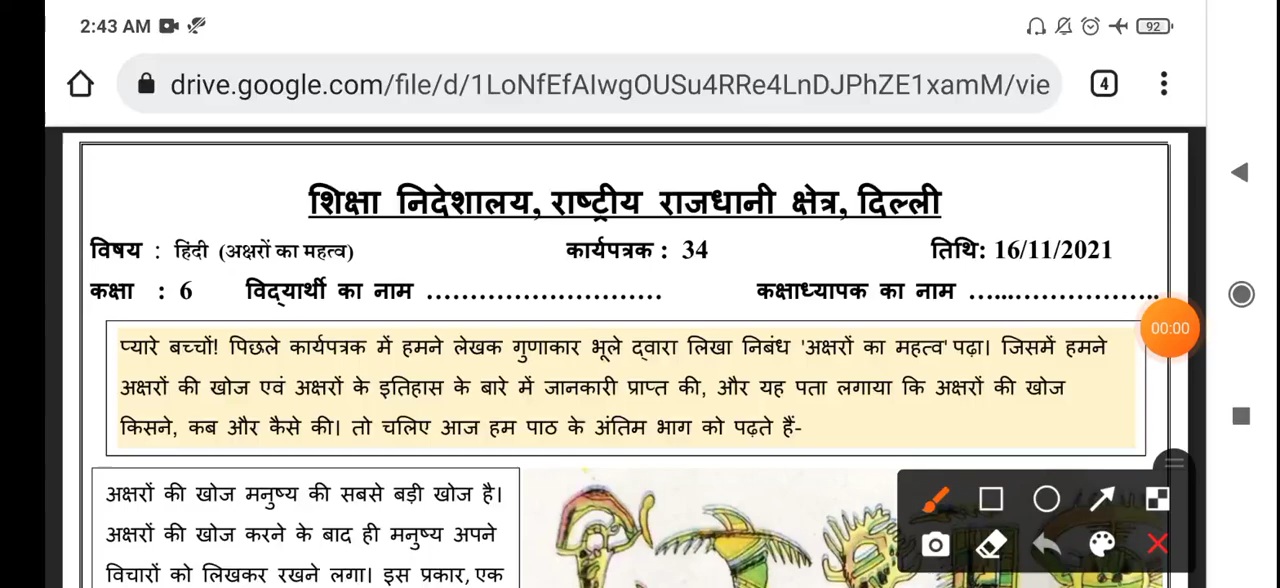 2:43 AM
92
drive.google.com/file/d/1LoNfEfAIwgOUSu4RRe4LnDJPhZE1xamM/vie
4
शिक्षा निदेशालय, राष्ट्रीय राजधानी क्षेत्र, दिल्ली
विषय : हिंदी (अक्षरों का महत्व) कार्यपत्रक : 34 तिथि: 16/11/2021
कक्षा : 6 विद्यार्थी का नाम ............................ कक्षाध्यापक का नाम ........................
00:00
प्यारे बच्चों! पिछले कार्यपत्रक में हमने लेखक गुणाकार भूले द्वारा लिखा निबंध 'अक्षरों का महत्व' पढ़ा। जिसमें हमने
अक्षरों की खोज एवं अक्षरों के इतिहास के बारे में जानकारी प्राप्त की, और यह पता लगाया कि अक्षरों की खोज
किसने, कब और कैसे की। तो चलिए आज हम पाठ के अंतिम भाग को पढ़ते हैं-
अक्षरों की खोज मनुष्य की सबसे बड़ी खोज है।
अक्षरों की खोज करने के बाद ही मनुष्य अपने
विचारों को लिखकर रखने लगा। इस प्रकार, एक